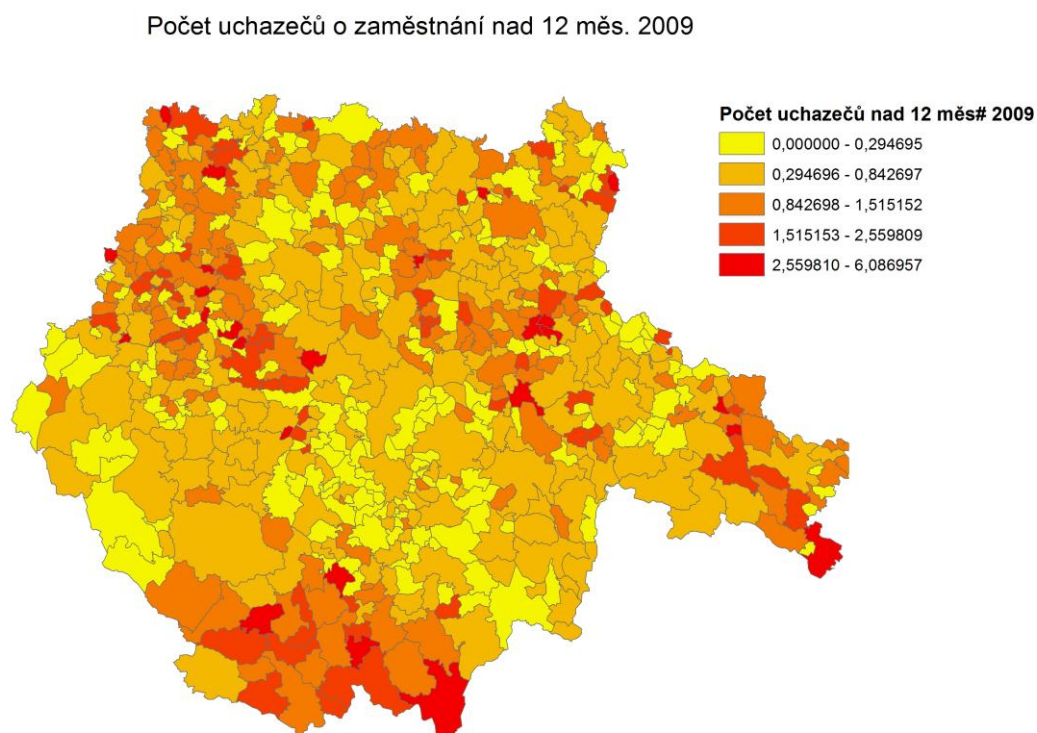 Počet uchazečů o zaměstnání nad 12 měs. 2009
Počet uchazečů nad 12 měs# 2009
0,000000 - 0,294695
0,294696 - 0,842697
0,842698 - 1,515152
1,515153 - 2,559809
2,559810 - 6,086957